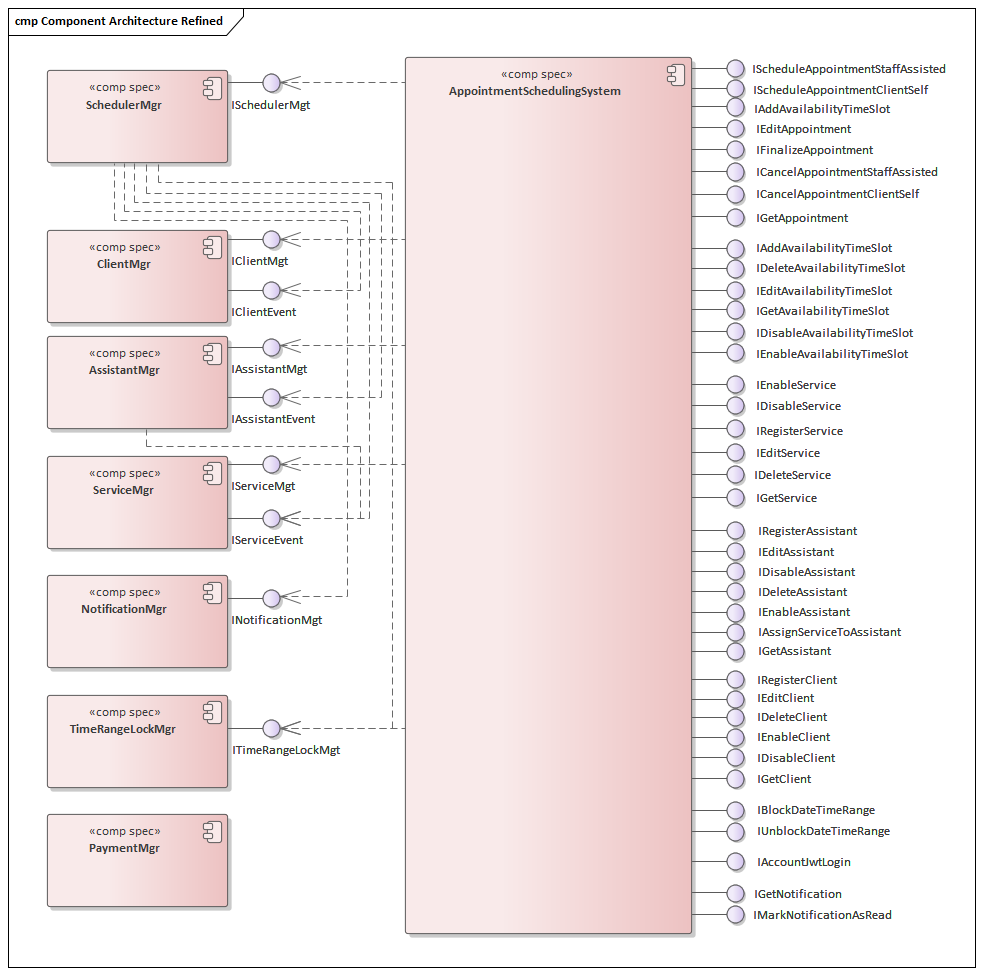 cmp Component Architecture Refined
«comp spec»
SchedulerMgr
ISchedulerMgt
«comp spec»
ClientMgr
IClientMgt
IClientEvent
«comp spec»
AssistantMgr
IAssistantMgt
IAssistantEvent
«comp spec»
ServiceMgr
IServiceMgt
IServiceEvent
«comp spec»
NotificationMgr
INotificationMgt
«comp spec»
TimeRangeLockMgr
ITimeRangeLockMgt
«comp spec»
PaymentMgr
«comp spec»
AppointmentSchedulingSystem
IScheduleAppointmentStaffAssisted
IScheduleAppointmentClientSelf
IAddAvailabilityTimeSlot
IEditAppointment
IFinalizeAppointment
ICancelAppointmentStaffAssisted
ICancelAppointmentClientSelf
IGetAppointment
IAddAvailabilityTimeSlot
IDeleteAvailabilityTimeSlot
IEditAvailabilityTimeSlot
IGetAvailabilityTimeSlot
IDisableAvailabilityTimeSlot
IEnableAvailabilityTimeSlot
IEnableService
IDisableService
IRegisterService
IEditService
IDeleteService
IGetService
IRegisterAssistant
IEditAssistant
IDisableAssistant
IDeleteAssistant
IEnableAssistant
IAssignServiceToAssistant
IGetAssistant
IRegisterClient
IEditClient
IDeleteClient
IEnableClient
IDisableClient
IGetClient
IBlockDateTimeRange
IUnblockDateTimeRange
IAccountJwtLogin
IGetNotification
IMarkNotificationAsRead